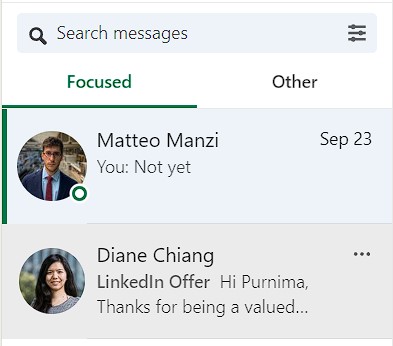 Search messages
Focused
Other
Matteo Manzi
Sep 23
You: Not yet
Diane Chiang
LinkedIn Offer Hi Purnima,
Thanks for being a valued...